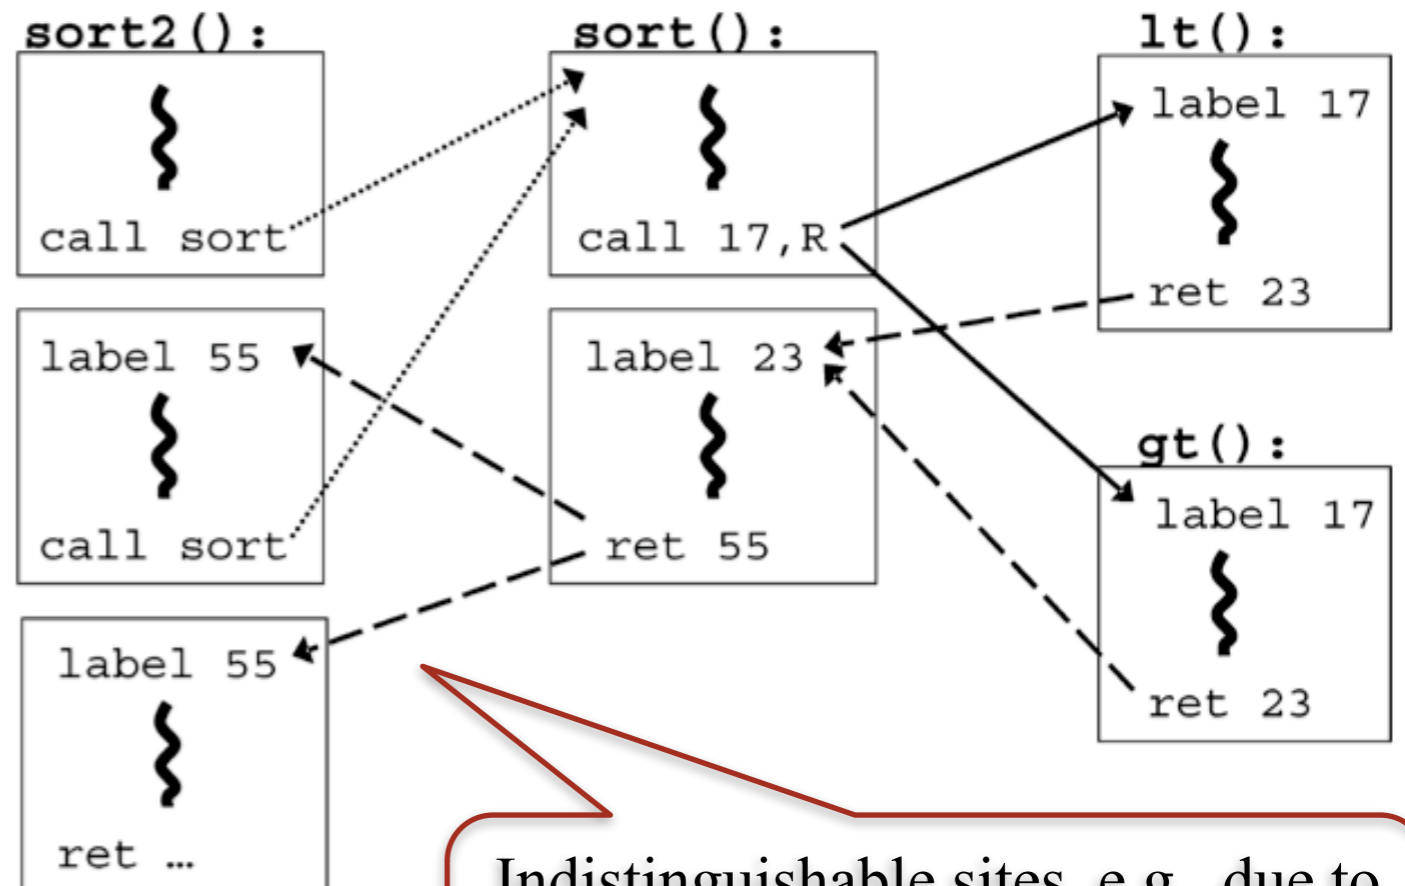 sort2():
call sort
label 55
call sort
label 55
ret …
sort():
call 17,R
label 23
ret 55
lt():
label 17
ret 23
gt():
label 17
ret 23
Indistinguishable sites, e.g., due to